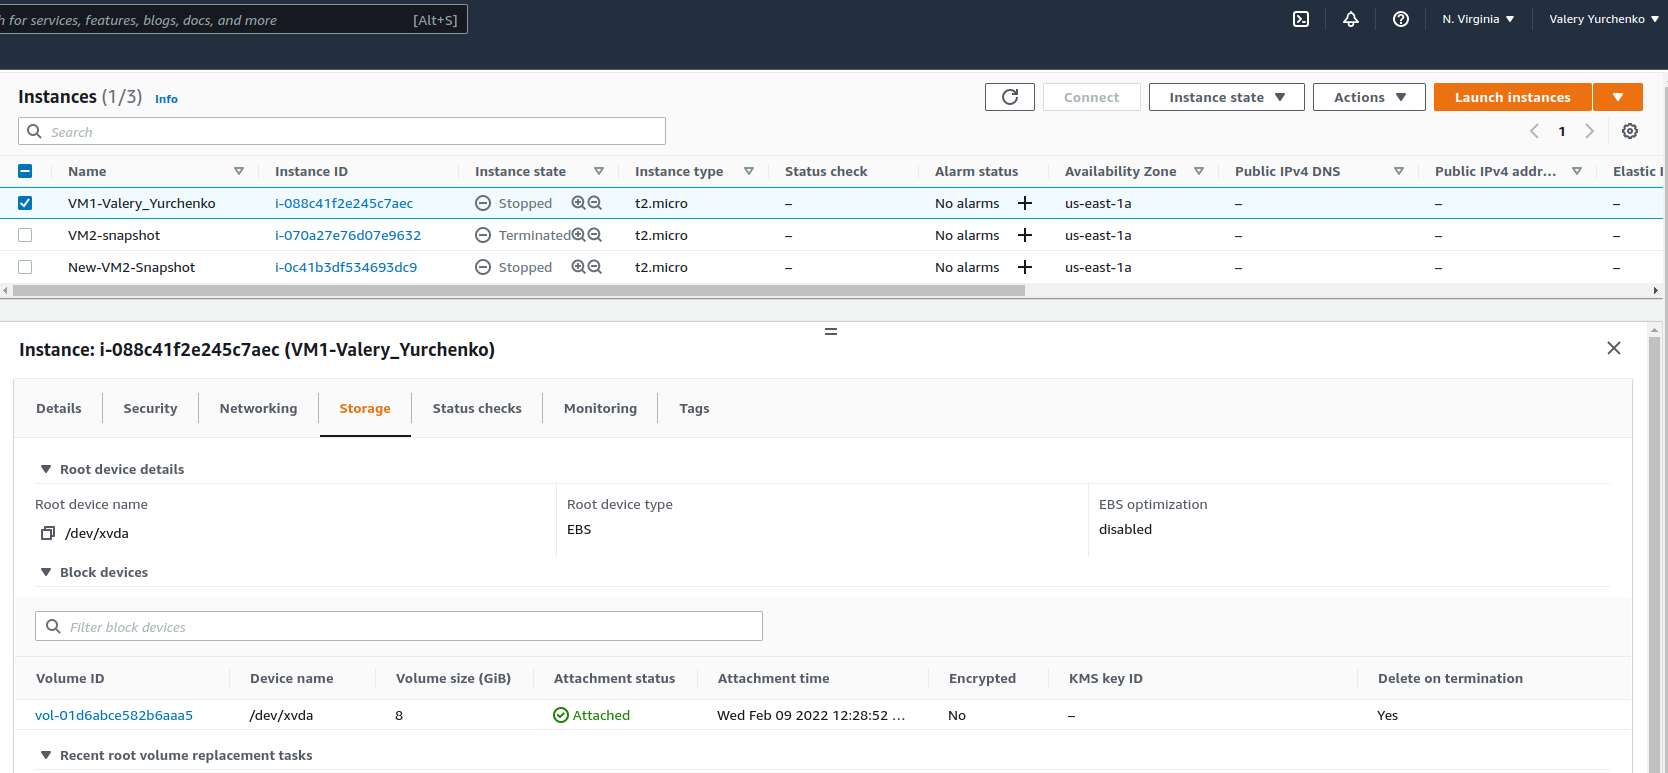 h for services, features, blogs, docs, and more [Alt+S] N. Virginia Valery Yurchenko
Instances (1/3) Info Connect Instance state Actions Launch instances
Search 1
Name Instance ID Instance state Instance type Status check Alarm status Availability Zone Public IPv4 DNS Public IPv4 addr... Elastic I
VM1-Valery_Yurchenko i-088c41f2e245c7aec Stopped t2.micro – No alarms + us-east-1a – – –
VM2-snapshot i-070a27e76d07e9632 Terminated t2.micro – No alarms + us-east-1a – – –
New-VM2-Snapshot i-0c41b3df534693dc9 Stopped t2.micro – No alarms + us-east-1a – – –
Instance: i-088c41f2e245c7aec (VM1-Valery_Yurchenko)
Details Security Networking Storage Status checks Monitoring Tags
Root device details
Root device name Root device type EBS optimization
/dev/xvda EBS disabled
Block devices
Filter block devices
Volume ID Device name Volume size (GiB) Attachment status Attachment time Encrypted KMS key ID Delete on termination
vol-01d6abce582b6aaa5 /dev/xvda 8 Attached Wed Feb 09 2022 12:28:52 ... No – Yes
Recent root volume replacement tasks